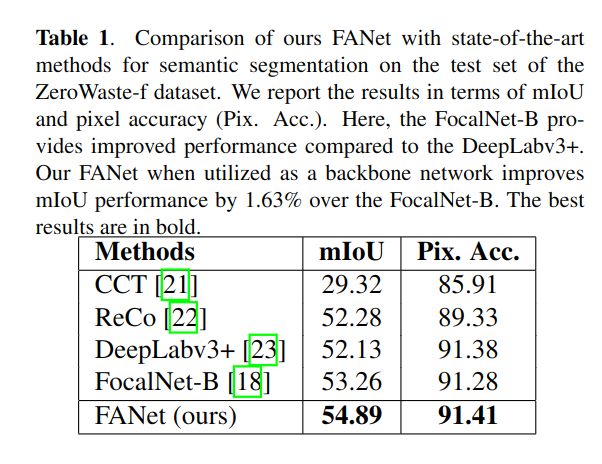 Table 1. Comparison of ours FANet with state-of-the-art
methods for semantic segmentation on the test set of the
ZeroWaste-f dataset. We report the results in terms of mIoU
and pixel accuracy (Pix. Acc.). Here, the FocalNet-B pro-
vides improved performance compared to the DeepLabv3+.
Our FANet when utilized as a backbone network improves
mIoU performance by 1.63% over the FocalNet-B. The best
results are in bold.
Methods mIoU Pix. Acc.
CCT [21] 29.32 85.91
ReCo [22] 52.28 89.33
DeepLabv3+ [23] 52.13 91.38
FocalNet-B [18] 53.26 91.28
FANet (ours) 54.89 91.41